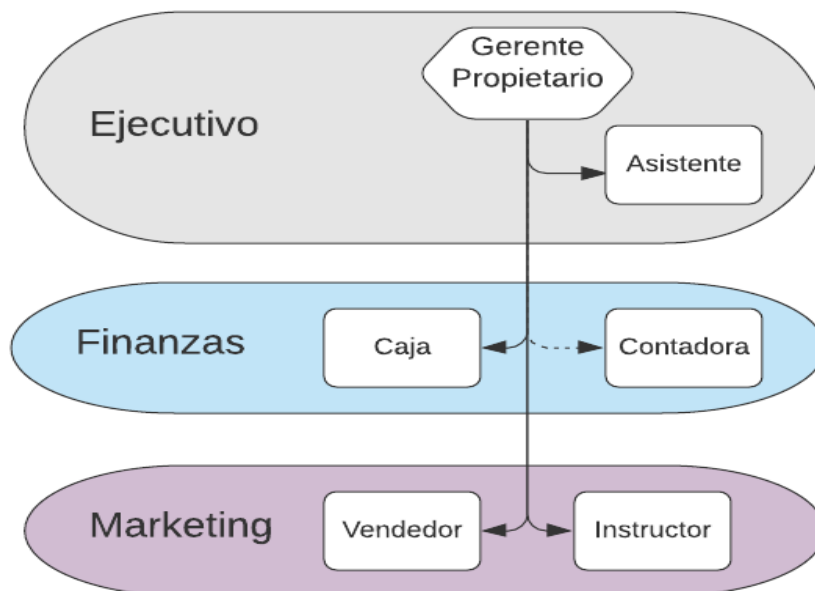 Gerente
Propietario
Ejecutivo
Asistente
Finanzas
Caja
Contadora
Marketing
Vendedor
Instructor